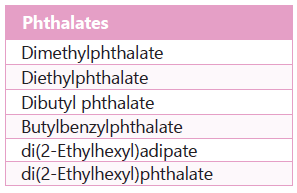 Phthalates
Dimethylphthalate
Diethylphthalate
Dibutyl phthalate
Butylbenzylphthalate
di(2-Ethylhexyl)adipate
di(2-Ethylhexyl)phthalate